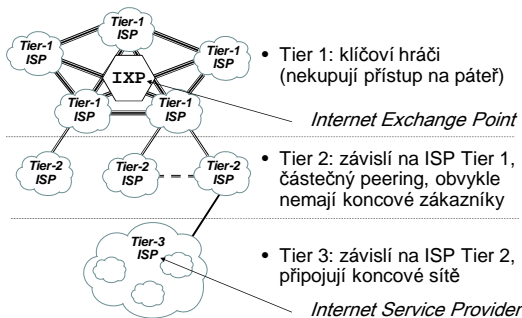 Tier-1
ISP
Tier-1
ISP
Tier-1
ISP
IXP
Tier-1
ISP
Tier-1
ISP
• Tier 1: klíčoví hráči
(nekupují přístup na páteř)
Internet Exchange Point
Tier-2
ISP
Tier-2
ISP
Tier-2
ISP
• Tier 2: závislí na ISP Tier 1,
částečný peering, obvykle
nemají koncové zákazníky
Tier-3
ISP
• Tier 3: závislí na ISP Tier 2,
připojují koncové sítě
Internet Service Provider